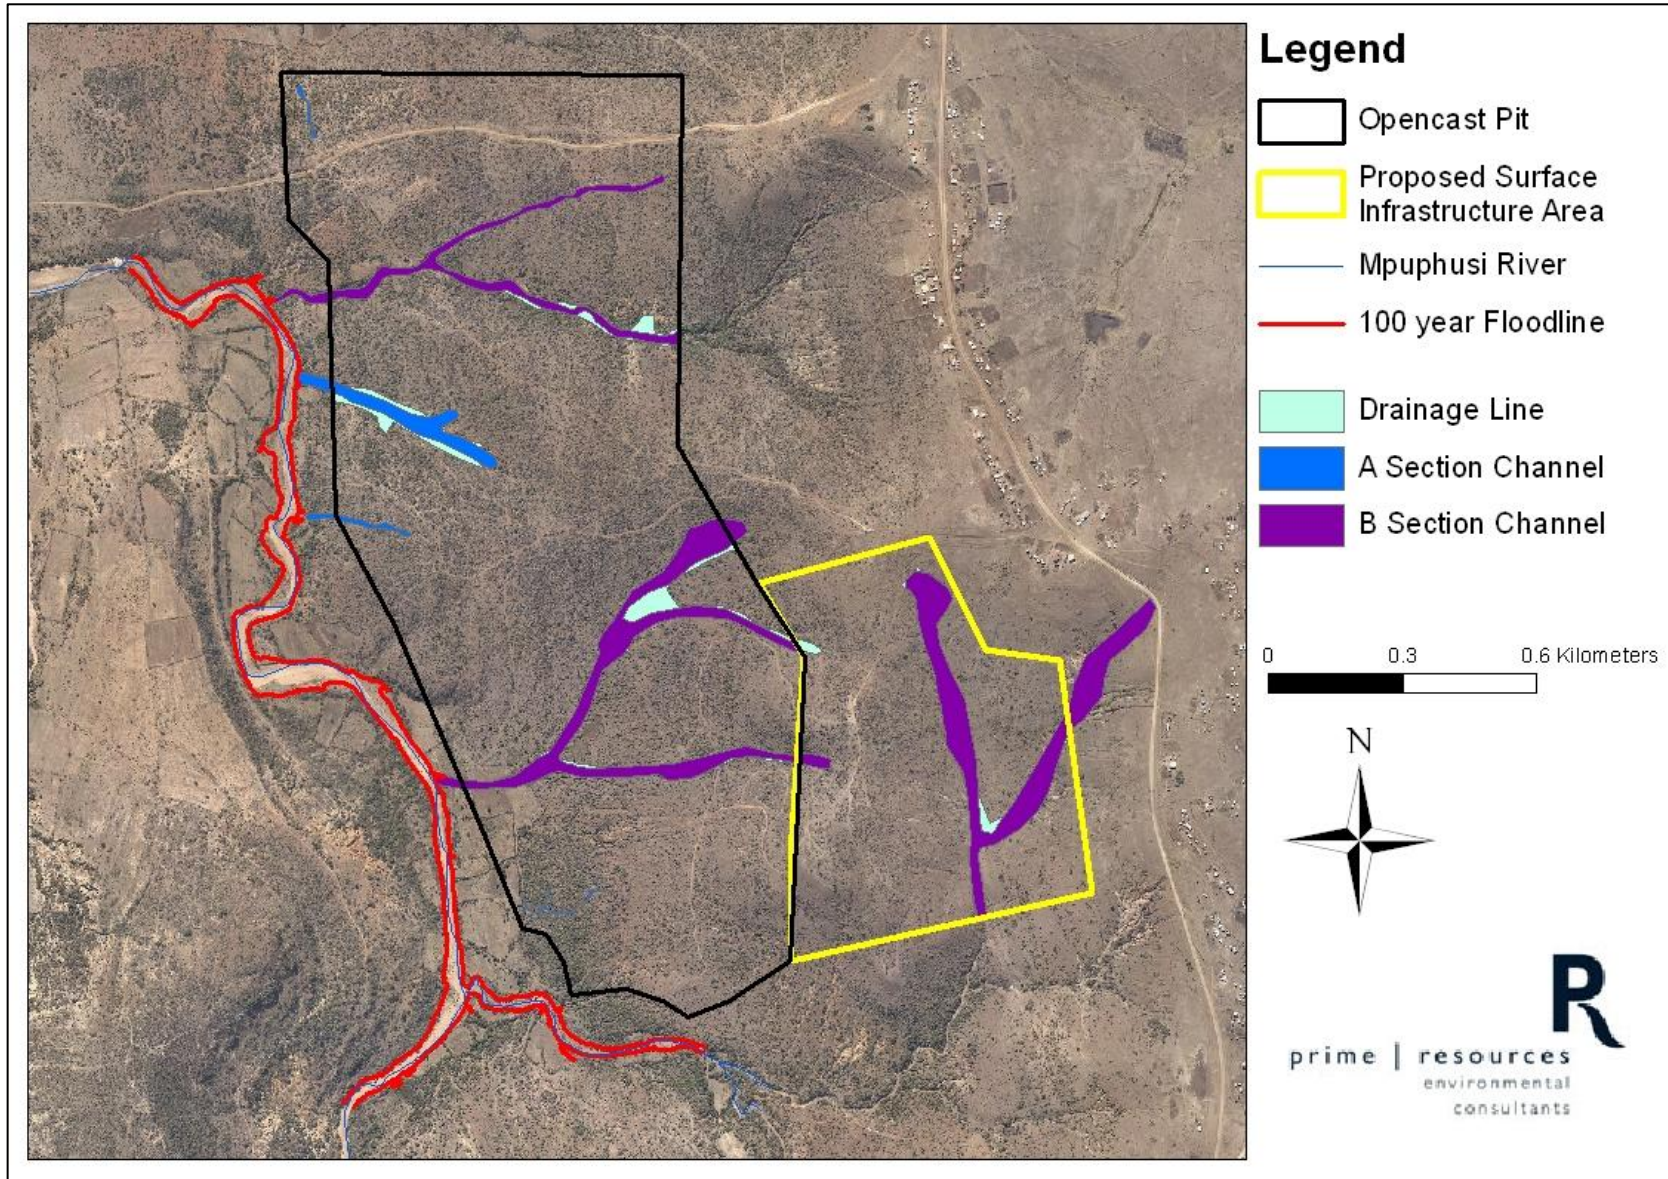 Legend
Opencast Pit
Proposed Surface
Infrastructure Area
Mpuphusi River
100 year Floodline
Drainage Line
A Section Channel
B Section Channel
0 0.3 0.6 Kilometers
N
R
prime | resources
environmental
consultants